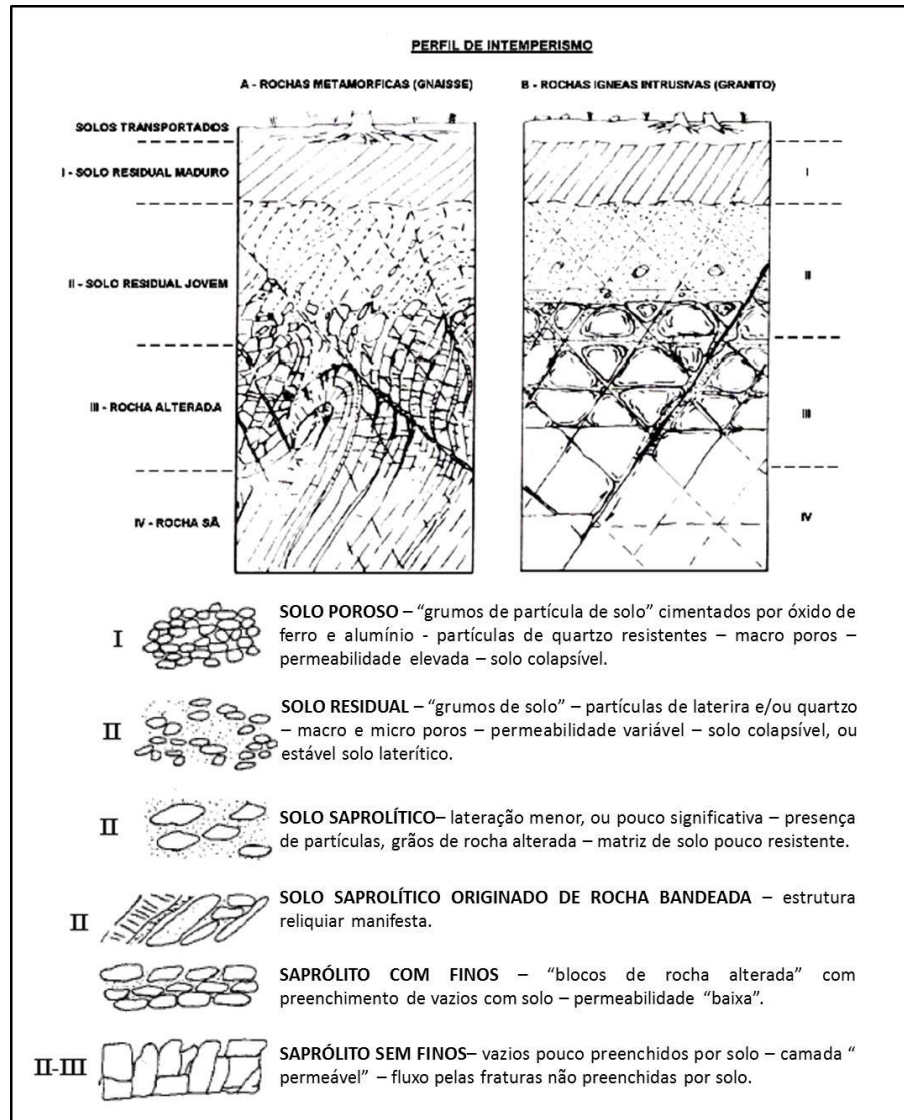 PERFIL DE INTEMPERISMO
A - ROCHAS METAMORFICAS (GNAISSE)
B - ROCHAS IGNEAS INTRUSIVAS (GRANITO)
SOLOS TRANSPORTADOS
I - SOLO RESIDUAL MADURO
I
II - SOLO RESIDUAL JOVEM
II
III - ROCHA ALTERADA
III
IV - ROCHA SÃ
IV
I
SOLO POROSO – “grumos de partícula de solo” cimentados por óxido de
ferro e alumínio - partículas de quartzo resistentes – macro poros –
permeabilidade elevada – solo colapsível.
II
SOLO RESIDUAL – “grumos de solo” – partículas de laterira e/ou quartzo
– macro e micro poros – permeabilidade variável – solo colapsível, ou
estável solo laterítico.
II
SOLO SAPROLÍTICO– lateração menor, ou pouco significativa – presença
de partículas, grãos de rocha alterada – matriz de solo pouco resistente.
II
SOLO SAPROLÍTICO ORIGINADO DE ROCHA BANDEADA – estrutura
reliquiar manifesta.
SAPRÓLITO COM FINOS – “blocos de rocha alterada” com
preenchimento de vazios com solo – permeabilidade “baixa”.
II-III
SAPRÓLITO SEM FINOS– vazios pouco preenchidos por solo – camada “
permeável” – fluxo pelas fraturas não preenchidas por solo.